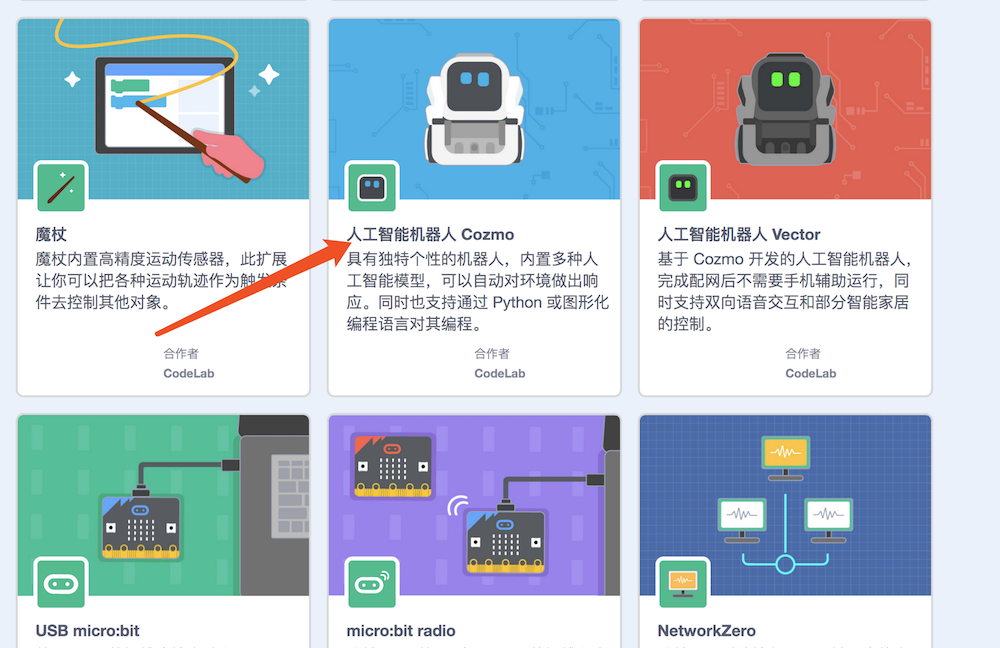 魔杖
魔杖内置高精度运动传感器，此扩展
让你可以把各种运动轨迹作为触发条
件去控制其他对象。
合作者
CodeLab
人工智能机器人 Cozmo
具有独特个性的机器人，内置多种人
工智能模型，可以自动对环境做出响
应。同时也支持通过 Python 或图形化
编程语言对其编程。
合作者
CodeLab
人工智能机器人 Vector
基于 Cozmo 开发的人工智能机器人，
完成配网后不需要手机辅助运行，同
时支持双向语音交互和部分智能家居
的控制。
合作者
CodeLab
USB micro:bit
micro:bit radio
NetworkZero